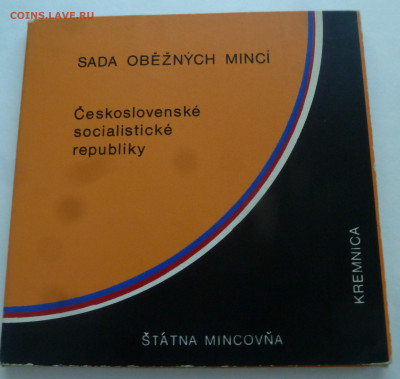 COINS.LAVE.RU
SADA OBĚŽNÝCH MINCÍ
Československé
socialistické
republiky
KREMNICA
ŠTÁTNA MINCOVŇA